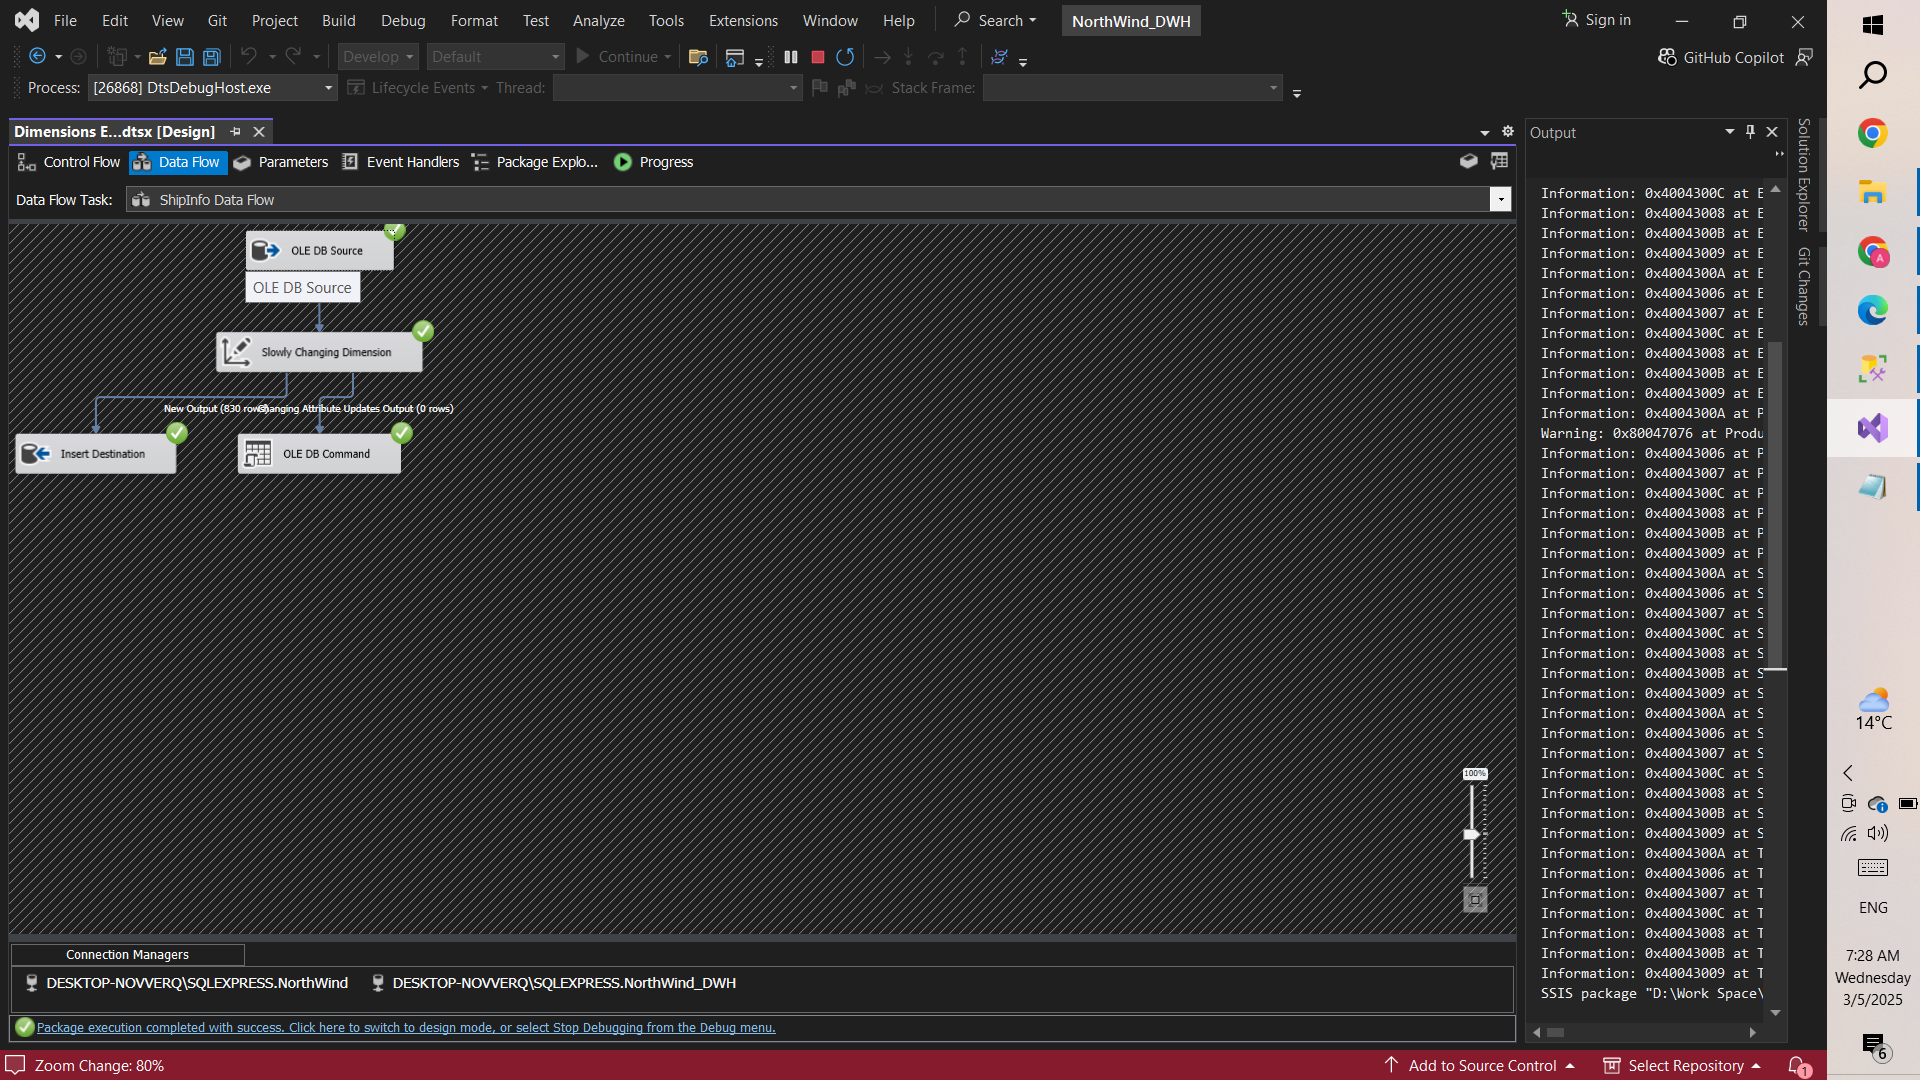 File Edit View Git Project Build Debug Format Test Analyze Tools Extensions Window Help Search NorthWind_DWH Sign in
Develop Default Continue GitHub Copilot
Process: [26868] DtsDebugHost.exe Lifecycle Events Thread: Stack Frame:
Dimensions E...dtsx [Design]
Control Flow Data Flow Parameters Event Handlers Package Explo... Progress
Data Flow Task: ShipInfo Data Flow
OLE DB Source
OLE DB Source
Slowly Changing Dimension
New Output (830 rows) Changing Attribute Updates Output (0 rows)
Insert Destination OLE DB Command
100%
Connection Managers
DESKTOP-NOVVERQ\SQLEXPRESS.NorthWind DESKTOP-NOVVERQ\SQLEXPRESS.NorthWind_DWH
Package execution completed with success. Click here to switch to design mode, or select Stop Debugging from the Debug menu.
Output
Information: 0x4004300C at E
Information: 0x40043008 at E
Information: 0x4004300B at E
Information: 0x40043009 at E
Information: 0x4004300A at E
Information: 0x40043006 at E
Information: 0x40043007 at E
Information: 0x4004300C at E
Information: 0x40043008 at E
Information: 0x4004300B at E
Information: 0x40043009 at E
Information: 0x4004300A at P
Warning: 0x80047076 at Produ
Information: 0x40043006 at P
Information: 0x40043007 at P
Information: 0x4004300C at P
Information: 0x40043008 at P
Information: 0x4004300B at P
Information: 0x40043009 at P
Information: 0x4004300A at S
Information: 0x40043006 at S
Information: 0x40043007 at S
Information: 0x4004300C at S
Information: 0x40043008 at S
Information: 0x4004300B at S
Information: 0x40043009 at S
Information: 0x4004300A at S
Information: 0x40043006 at S
Information: 0x40043007 at S
Information: 0x4004300C at S
Information: 0x40043008 at S
Information: 0x4004300B at S
Information: 0x40043009 at S
Information: 0x4004300A at T
Information: 0x40043006 at T
Information: 0x40043007 at T
Information: 0x4004300C at T
Information: 0x40043008 at T
Information: 0x4004300B at T
Information: 0x40043009 at T
SSIS package "D:\Work Space\
Solution Explorer
Git Changes
Zoom Change: 80% Add to Source Control Select Repository 1
A
14°C
ENG
7:28 AM
Wednesday
3/5/2025
6